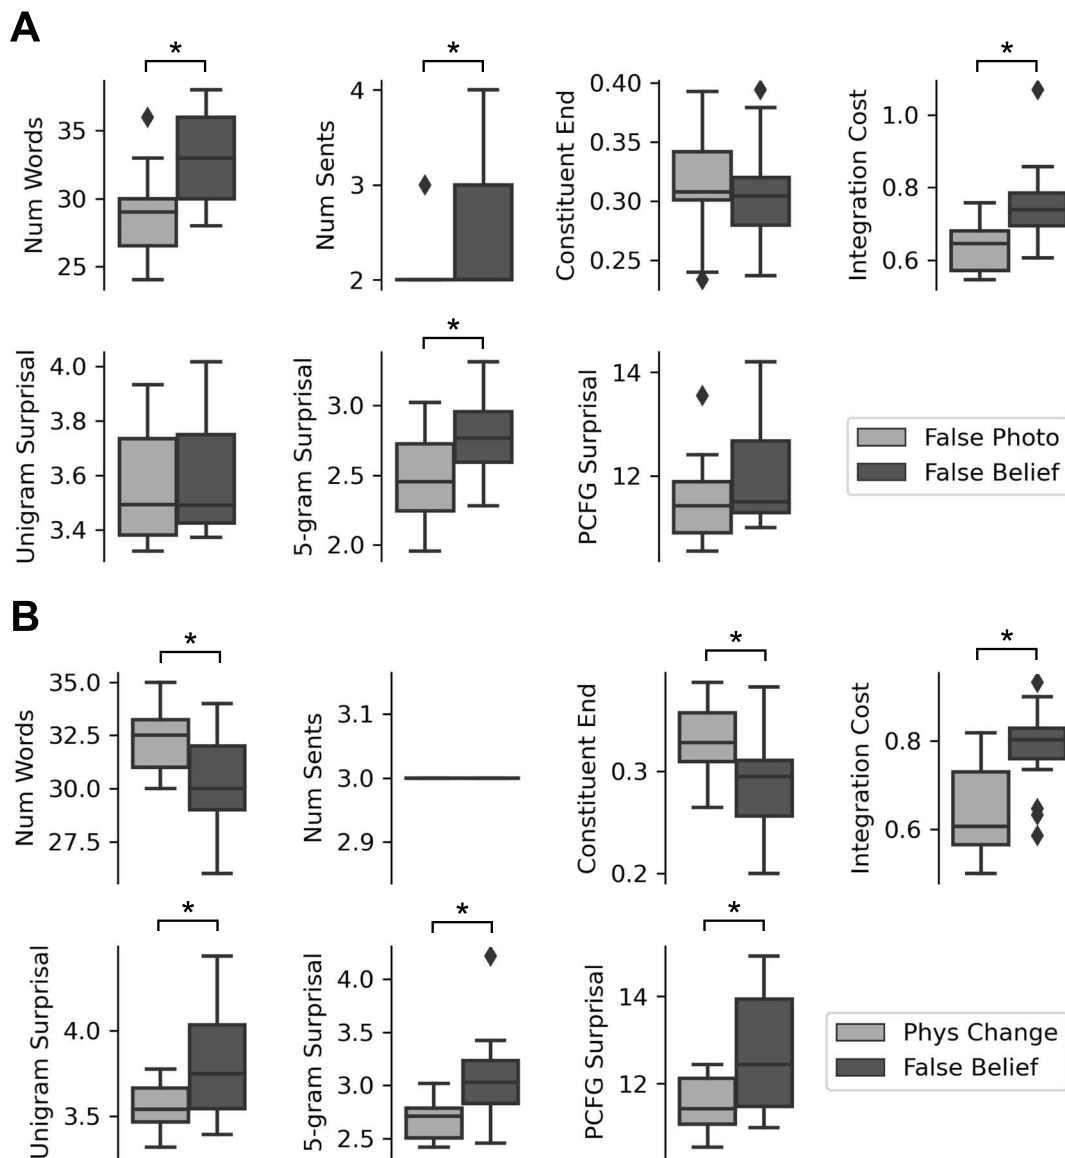 A
*
Num Words
35
30
25
*
Num Sents
4
3
2
Constituent End
0.40
0.35
0.30
0.25
*
Integration Cost
1.0
0.8
0.6
Unigram Surprisal
4.0
3.8
3.6
3.4
*
5-gram Surprisal
3.0
2.5
2.0
PCFG Surprisal
14
12
False Photo
False Belief
B
*
Num Words
35.0
32.5
30.0
27.5
Num Sents
3.1
3.0
2.9
*
Constituent End
0.3
0.2
*
Integration Cost
0.8
0.6
*
Unigram Surprisal
4.0
3.5
*
5-gram Surprisal
4.0
3.5
3.0
2.5
*
PCFG Surprisal
14
12
Phys Change
False Belief